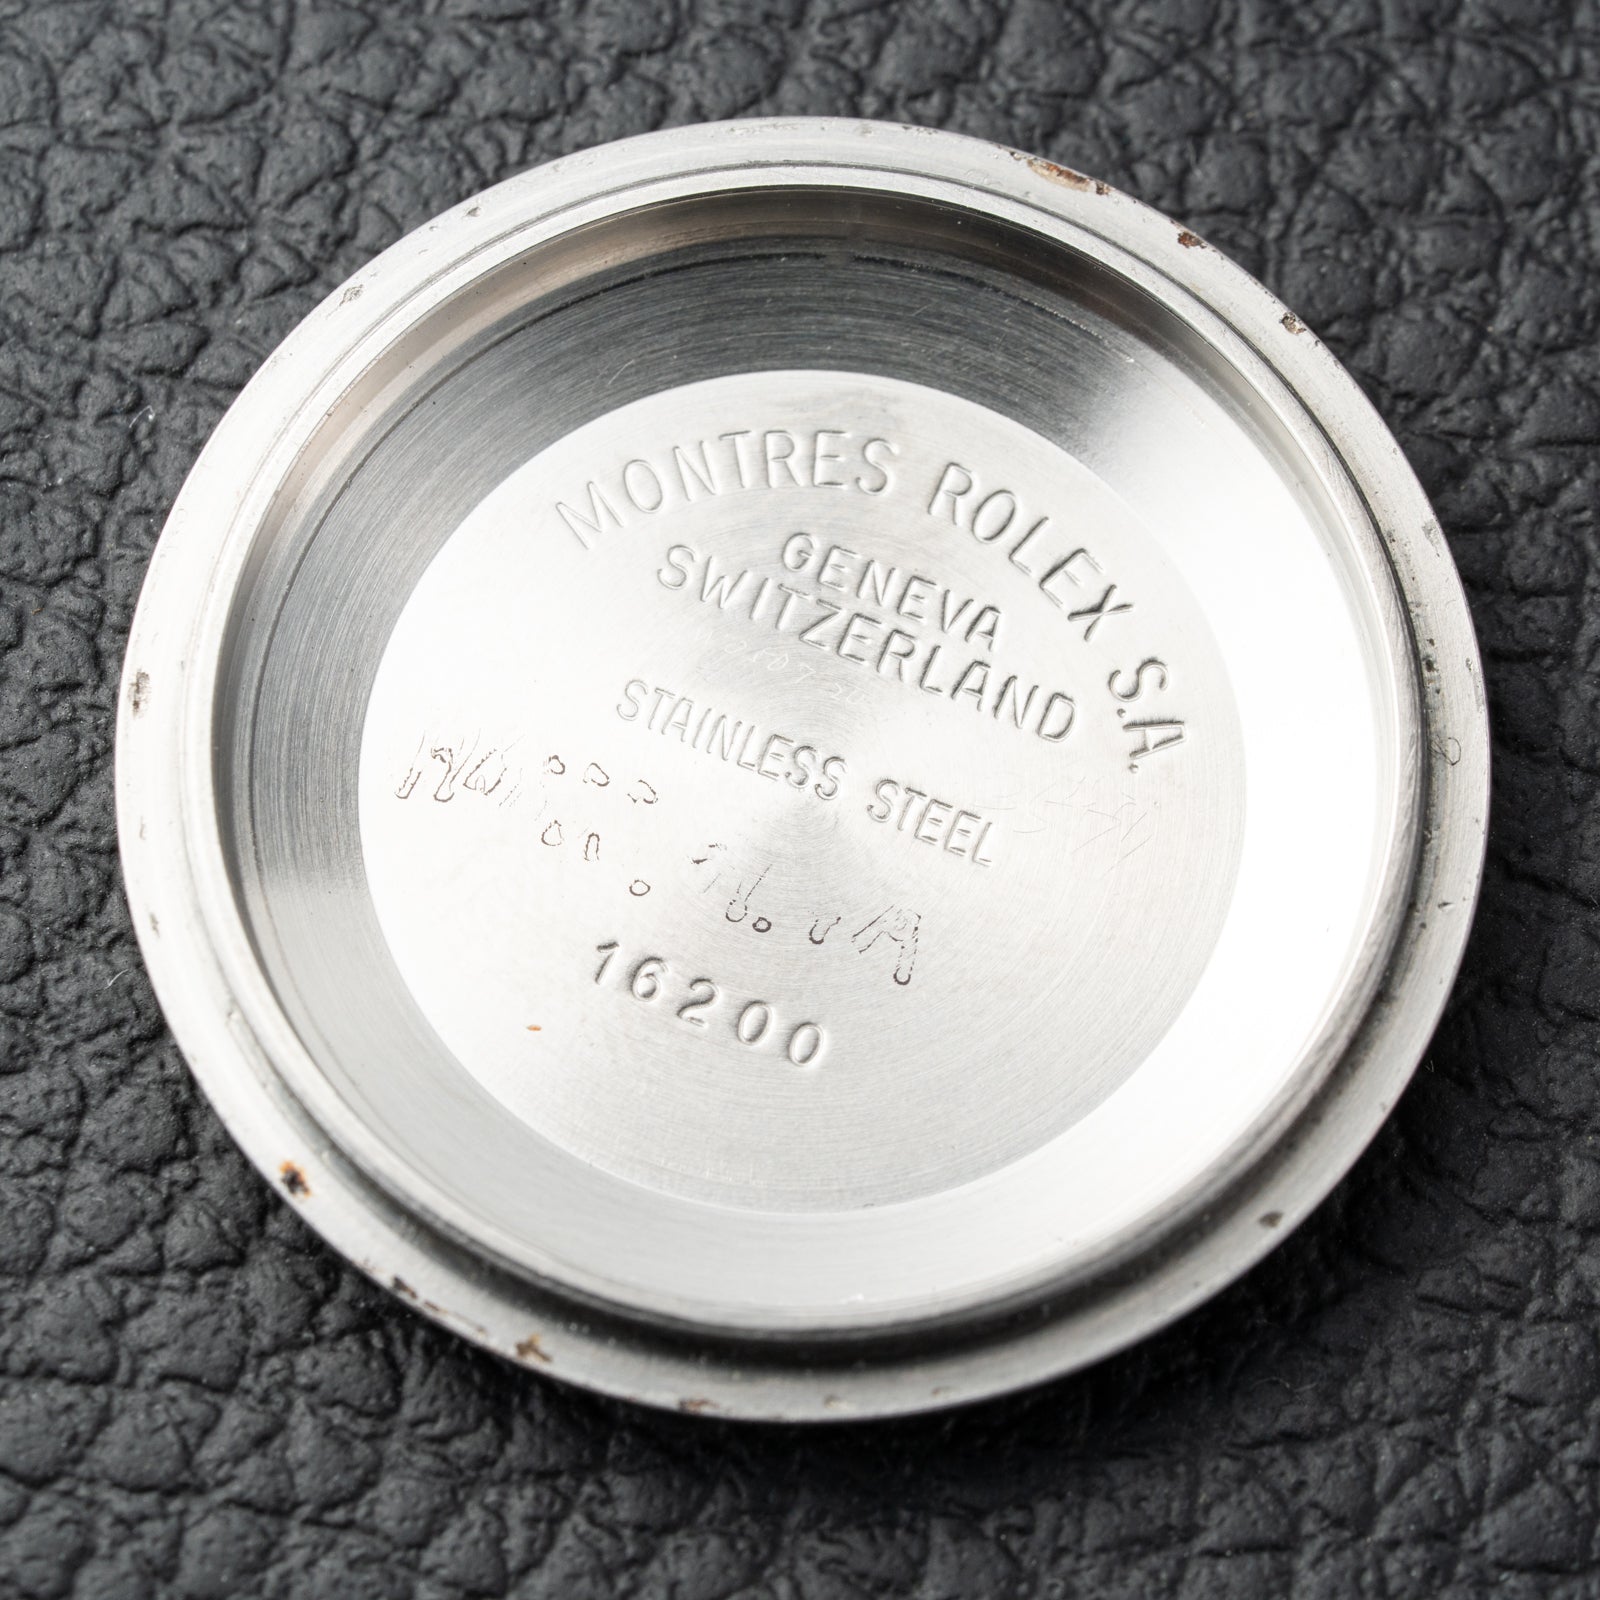 MONTRES ROLEX S.A.
GENEVA
SWITZERLAND
STAINLESS STEEL
16200